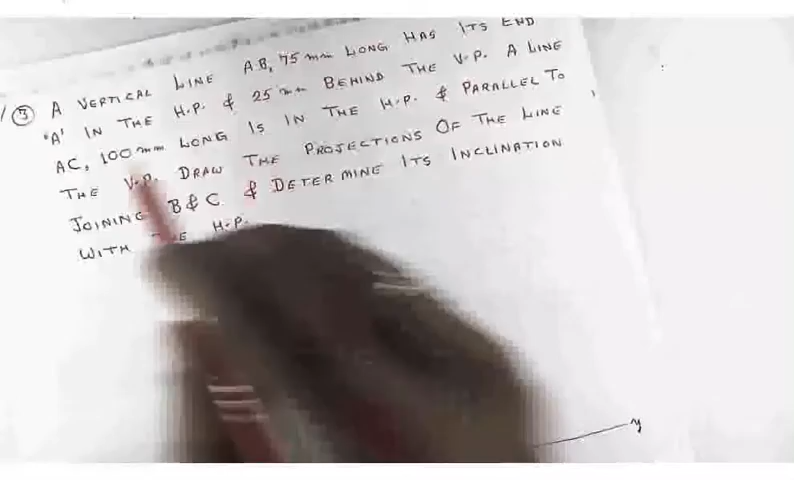 ③ A VERTICAL LINE AB, 75 mm LONG HAS ITS END
'A' IN THE H.P. & 25 mm BEHIND THE V.P. A LINE
AC, 100 mm LONG IS IN THE H.P. & PARALLEL TO
THE V.P. DRAW THE PROJECTIONS OF THE LINE
JOINING B & C & DETERMINE ITS INCLINATION
WITH THE H.P.
y